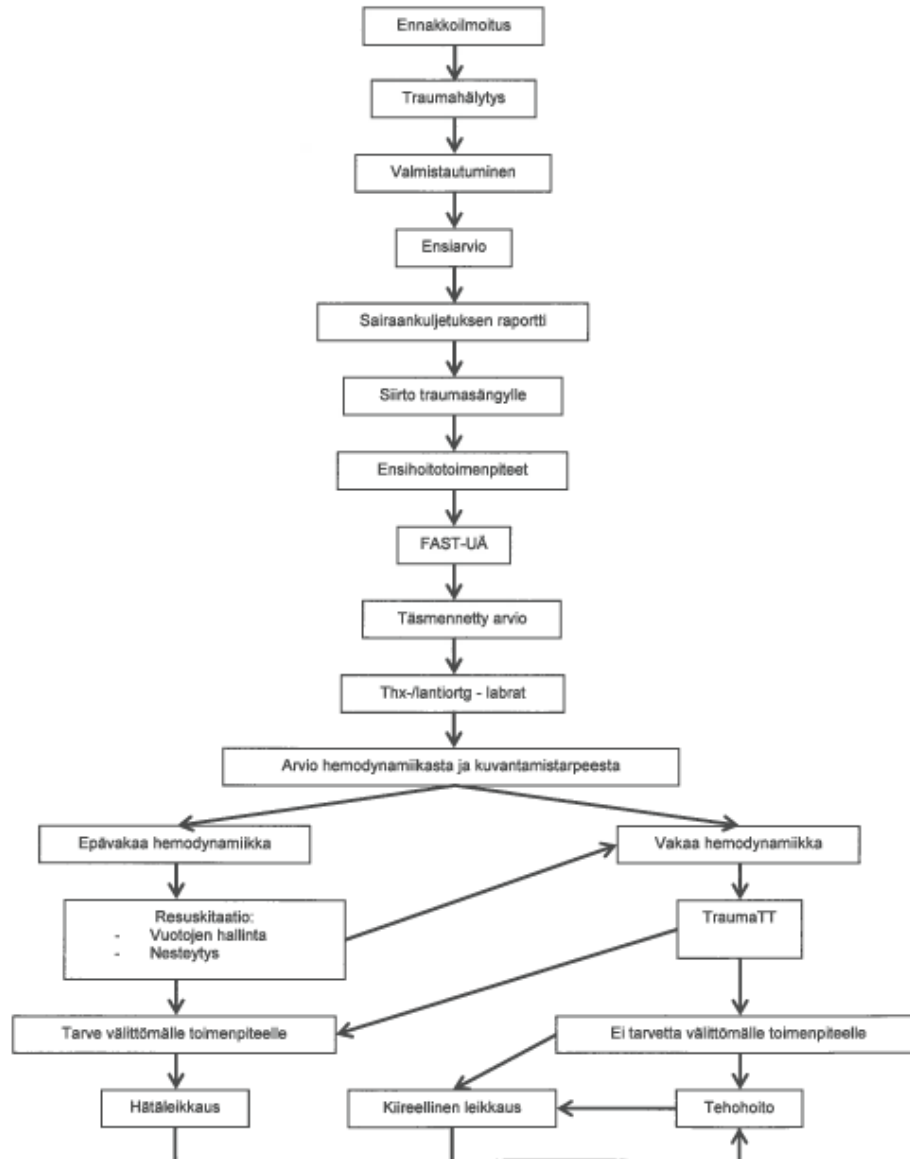 Ennakkoilmoitus
Traumahälytys
Valmistautuminen
Ensiarvio
Sairaankuljetuksen raportti
Siirto traumasängylle
Ensihoitotoimenpiteet
FAST-UÄ
Täsmennetty arvio
Thx-/lantiortg - labrat
Arvio hemodynamiikasta ja kuvantamistarpeesta
Epävakaa hemodynamiikka
Vakaa hemodynamiikka
Resuskitaatio:
- Vuotojen hallinta
- Nesteytys
TraumaTT
Tarve välittömälle toimenpiteelle
Ei tarvetta välittömälle toimenpiteelle
Hätäleikkaus
Kiireellinen leikkaus
Tehohoito